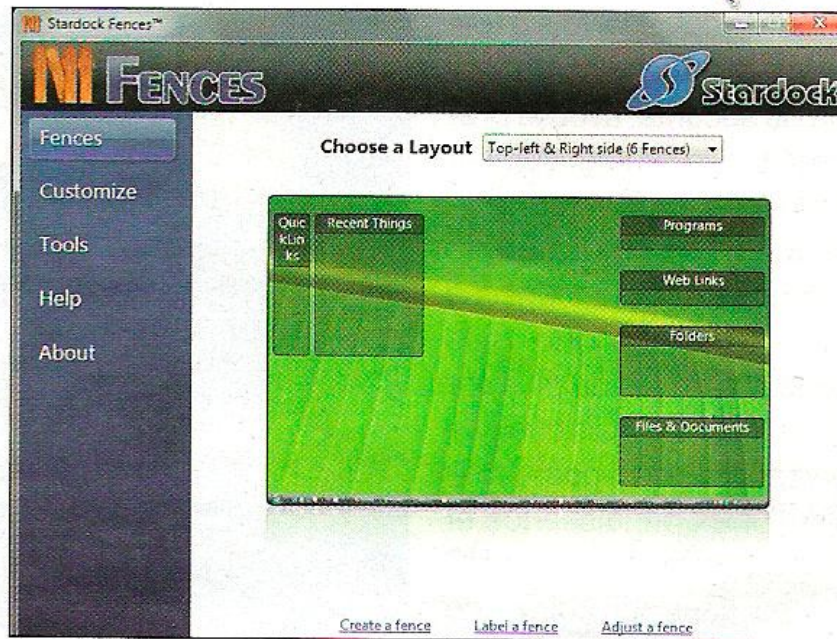 Stardock Fences™
FENCES
Stardock
Fences
Customize
Tools
Help
About
Choose a Layout Top-left & Right side (6 Fences)
Quic
kLin
ks
Recent Things
Programs
Web Links
Folders
Files & Documents
Create a fence Label a fence Adjust a fence